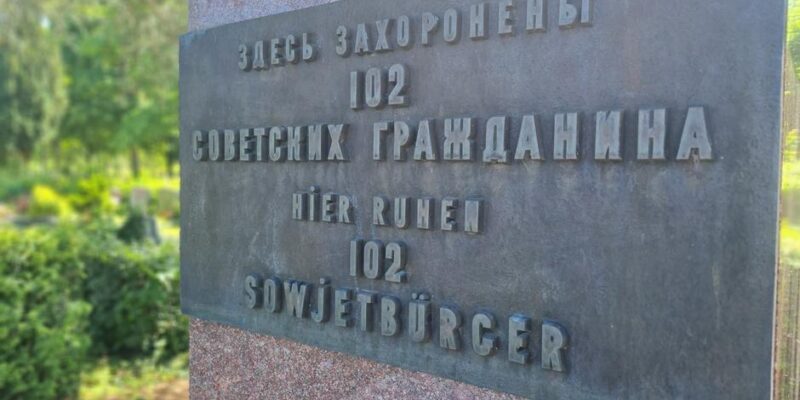 ЗДЕСЬ ЗАХОРОНЕНЫ
102
СОВЕТСКИХ ГРАЖДАНИНА
HiER RUHEN
102
SOWjETBÜRGER